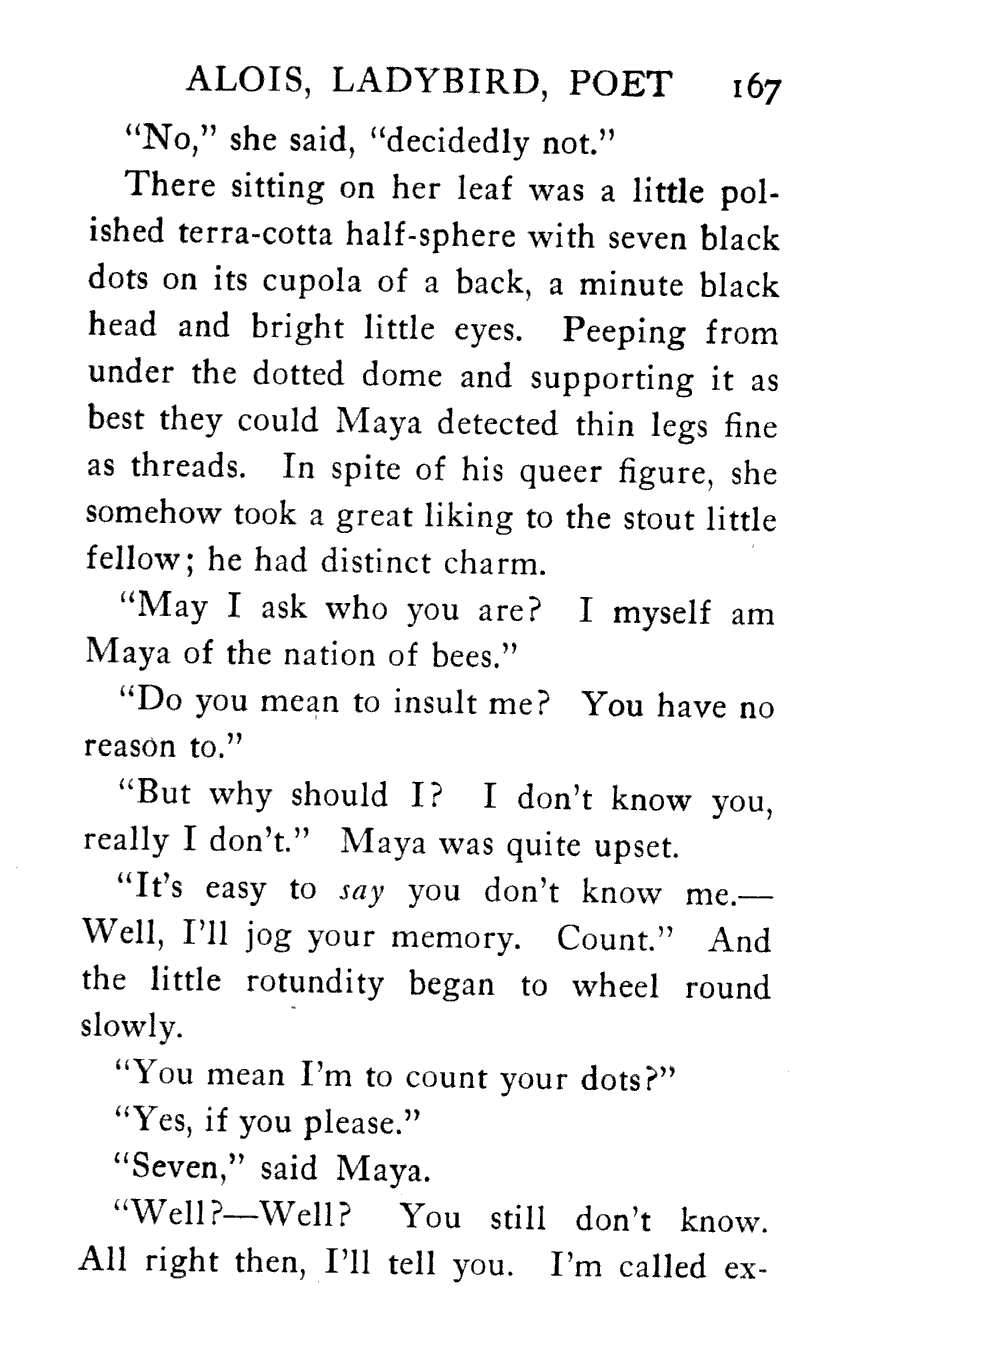 ALOIS, LADYBIRD, POET 167
“No,” she said, “decidedly not.”
There sitting on her leaf was a little pol-
ished terra-cotta half-sphere with seven black
dots on its cupola of a back, a minute black
head and bright little eyes. Peeping from
under the dotted dome and supporting it as
best they could Maya detected thin legs fine
as threads. In spite of his queer figure, she
somehow took a great liking to the stout little
fellow; he had distinct charm.
“May I ask who you are? I myself am
Maya of the nation of bees.”
“Do you mean to insult me? You have no
reason to.”
“But why should I? I don’t know you,
really I don’t.” Maya was quite upset.
“It’s easy to say you don’t know me.—
Well, I’ll jog your memory. Count.” And
the little rotundity began to wheel round
slowly.
“You mean I’m to count your dots?”
“Yes, if you please.”
“Seven,” said Maya.
“Well?—Well? You still don’t know.
All right then, I’ll tell you. I’m called ex-